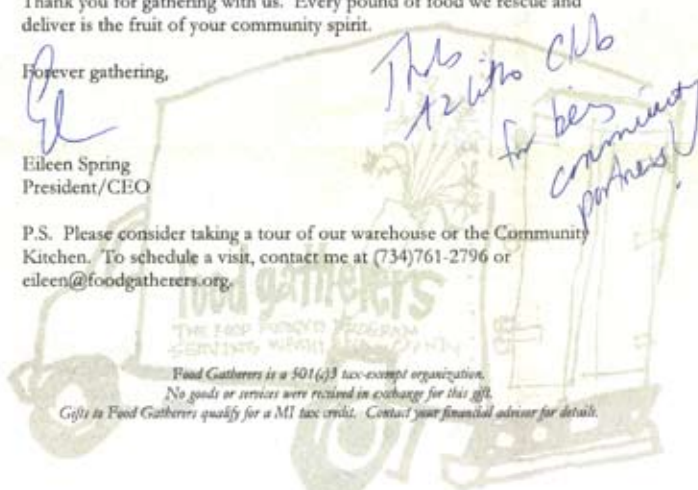 Thank you for gathering with us. Every pound of food we rescue and
deliver is the fruit of your community spirit.
Forever gathering,
Eileen Spring
President/CEO
Club
for
community
partners!
P.S. Please consider taking a tour of our warehouse or the Community
Kitchen. To schedule a visit, contact me at (734)761-2796 or
eileen@foodgatherers.org.
food gatherers
THE FOOD RESCUE PROGRAM
SERVING WASHTENAW COUNTY
Food Gatherers is a 501(c)3 tax-exempt organization.
No goods or services were received in exchange for this gift.
Gifts to Food Gatherers qualify for a MI tax credit. Contact your financial advisor for details.